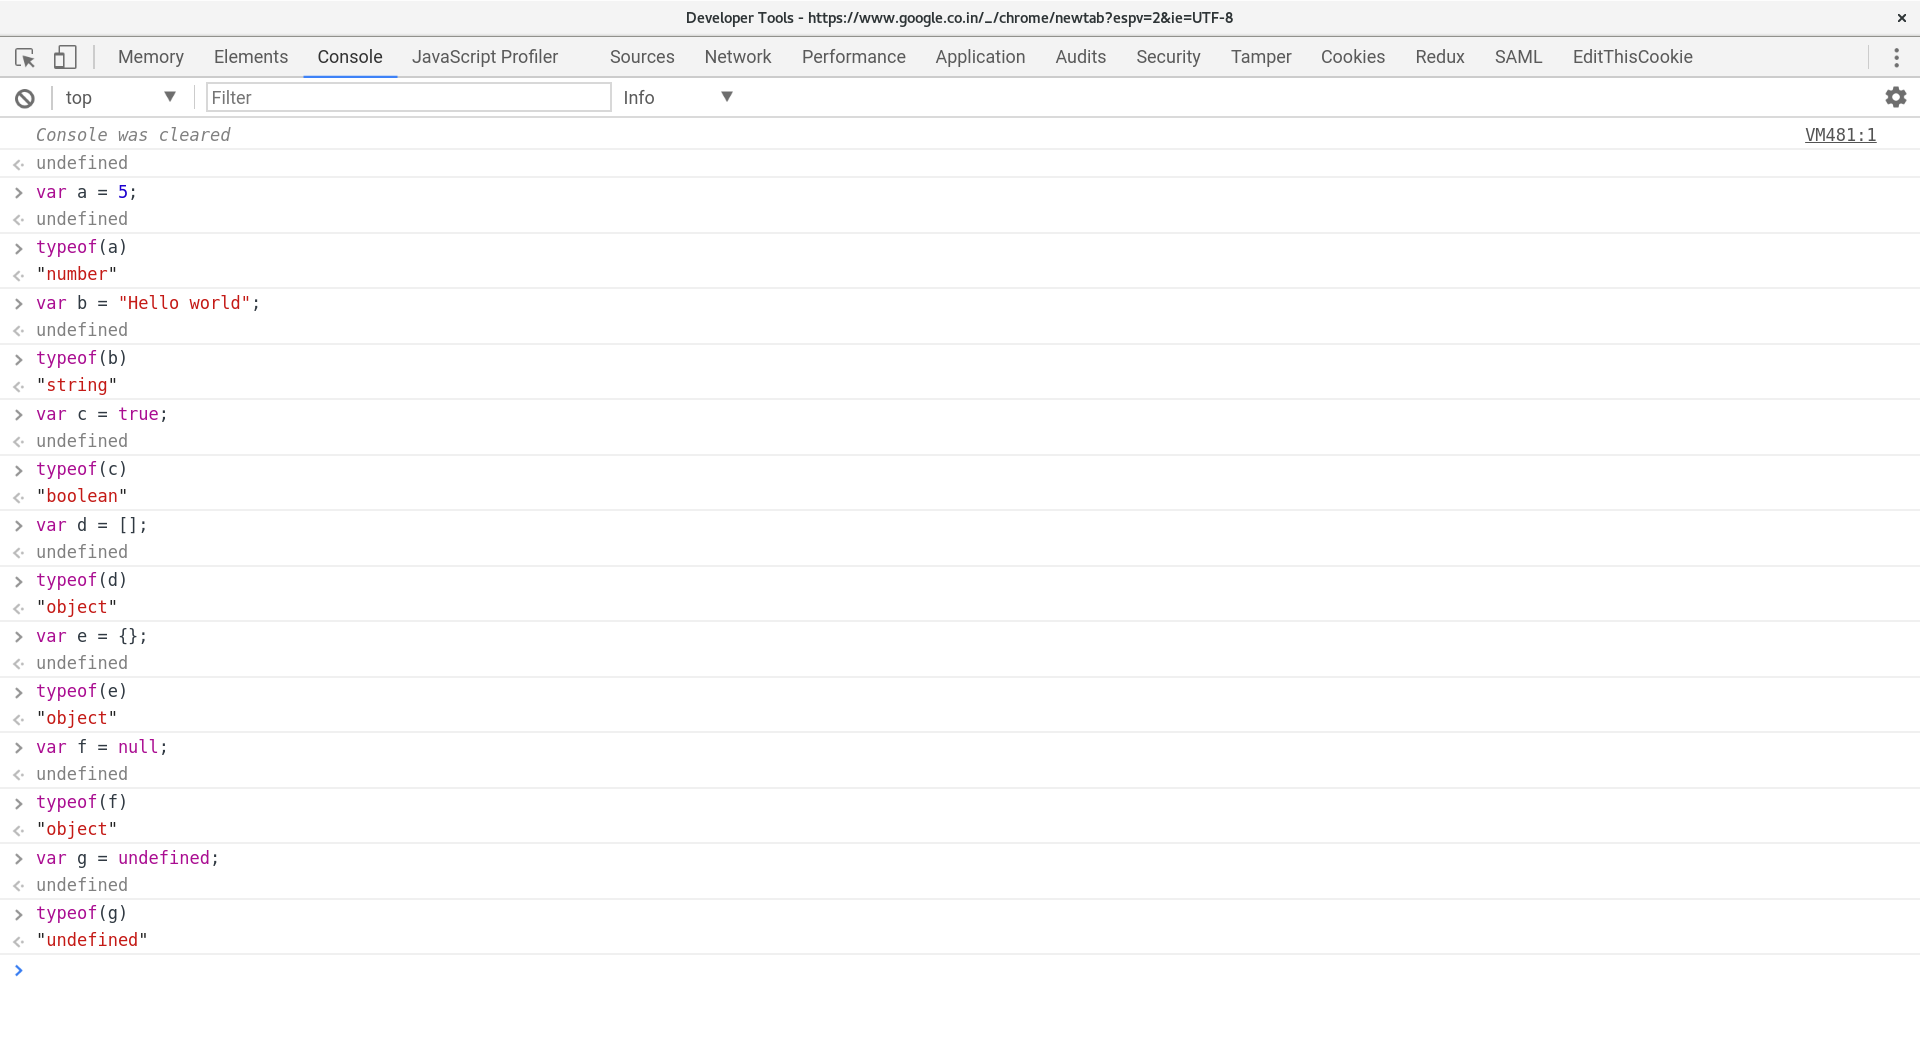 Developer Tools - https://www.google.co.in/_/chrome/newtab?espv=2&ie=UTF-8
Memory Elements Console JavaScript Profiler Sources Network Performance Application Audits Security Tamper Cookies Redux SAML EditThisCookie
top Filter Info
Console was cleared VM481:1
undefined
var a = 5;
undefined
typeof(a)
"number"
var b = "Hello world";
undefined
typeof(b)
"string"
var c = true;
undefined
typeof(c)
"boolean"
var d = [];
undefined
typeof(d)
"object"
var e = {};
undefined
typeof(e)
"object"
var f = null;
undefined
typeof(f)
"object"
var g = undefined;
undefined
typeof(g)
"undefined"